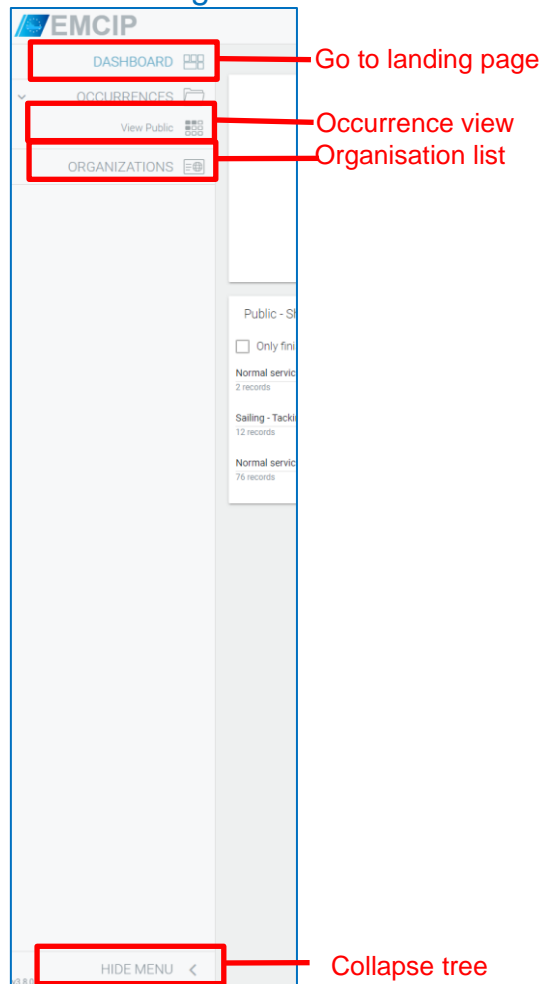 EMCIP
DASHBOARD
Go to landing page
OCCURRENCES
View Public
Occurrence view
ORGANIZATIONS
Organisation list
Public - Sh
Only fini
Normal servic
2 records
Sailing - Tacki
12 records
Normal servic
76 records
HIDE MENU
Collapse tree